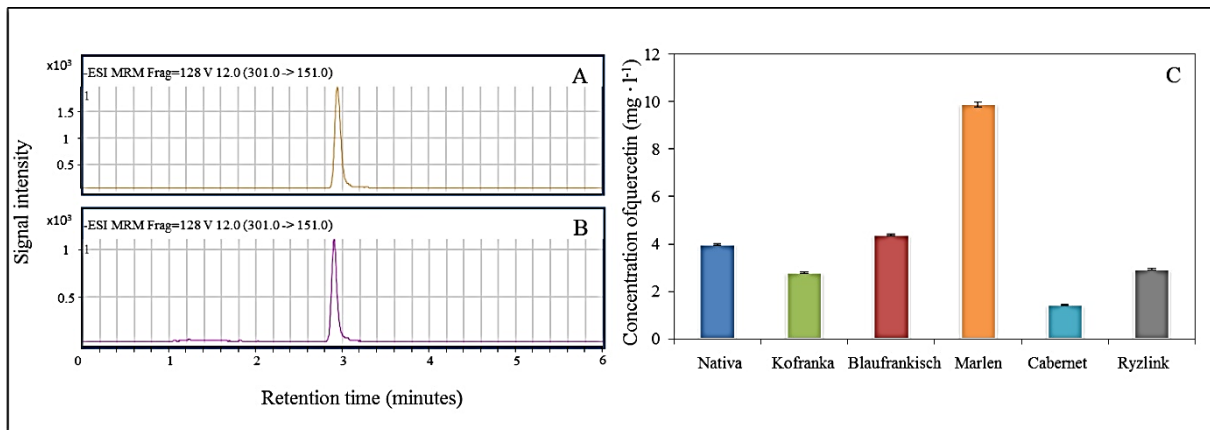 A
x10³
-ESI MRM Frag=128 V 12.0 (301.0 -> 151.0)
1
1.5
1
0.5
B
x10³
-ESI MRM Frag=128 V 12.0 (301.0 -> 151.0)
1
1
0.5
0 1 2 3 4 5 6
Signal intensity
Retention time (minutes)
C
Concentration ofquercetin (mg · l⁻¹)
12
10
8
6
4
2
0
Nativa Kofranka Blaufrankisch Marlen Cabernet Ryzlink